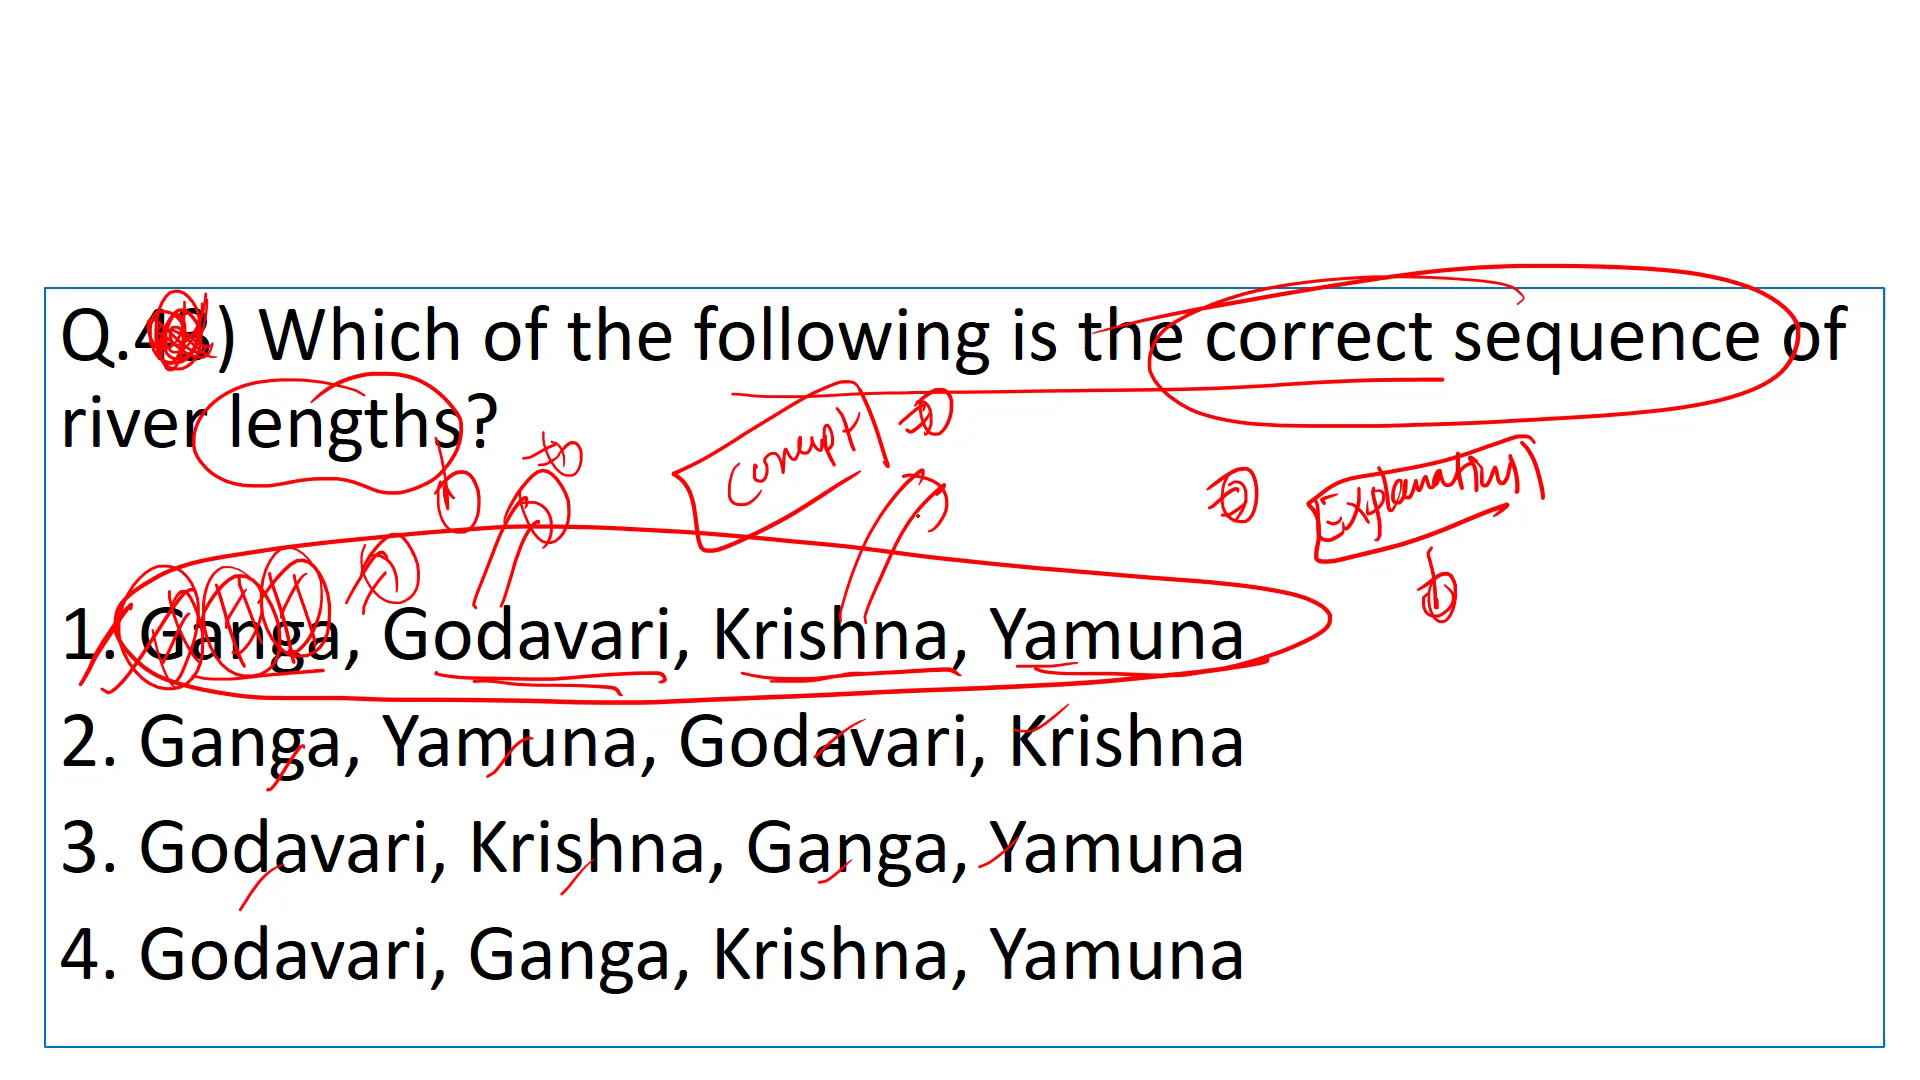 Q.4 ) Which of the following is the correct sequence of
river lengths?
Concept
Explanation
1. Ganga, Godavari, Krishna, Yamuna
2. Ganga, Yamuna, Godavari, Krishna
3. Godavari, Krishna, Ganga, Yamuna
4. Godavari, Ganga, Krishna, Yamuna